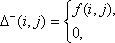 Δ⁻(i, j) = { f(i, j),
0,